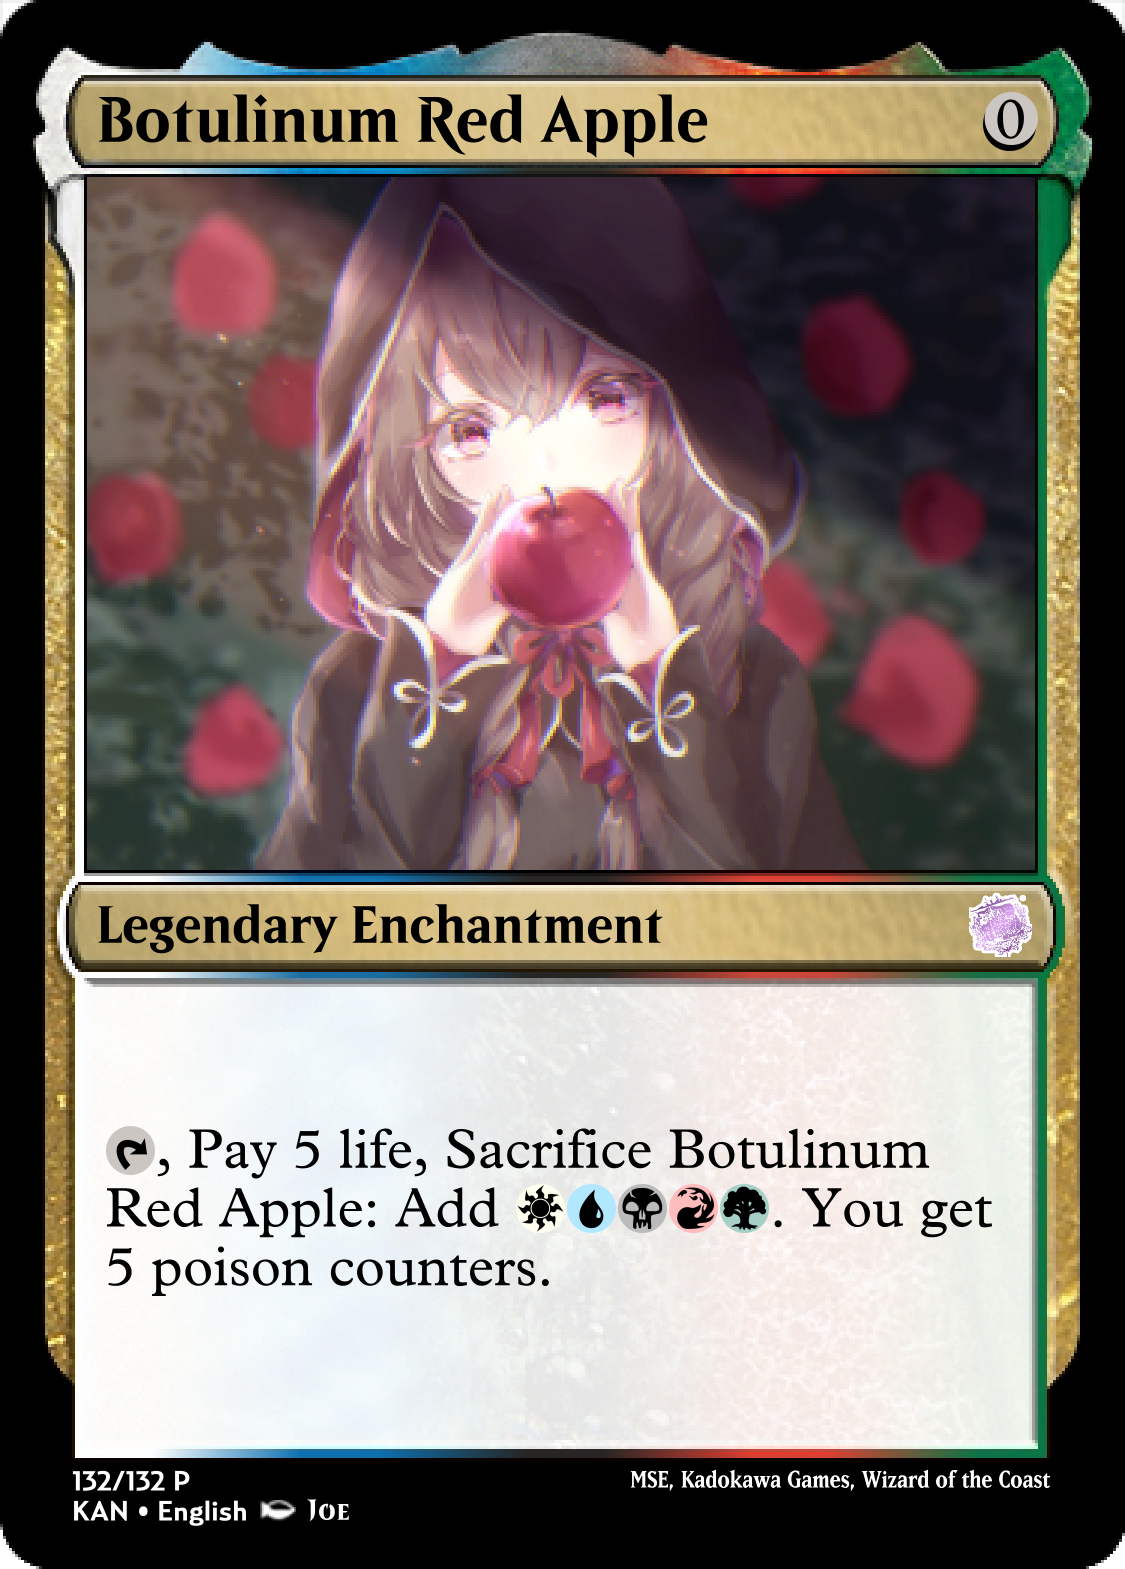 Botulinum Red Apple 0
Legendary Enchantment
, Pay 5 life, Sacrifice Botulinum
Red Apple: Add . You get
5 poison counters.
132/132 P
MSE, Kadokawa Games, Wizard of the Coast
KAN • English JOE